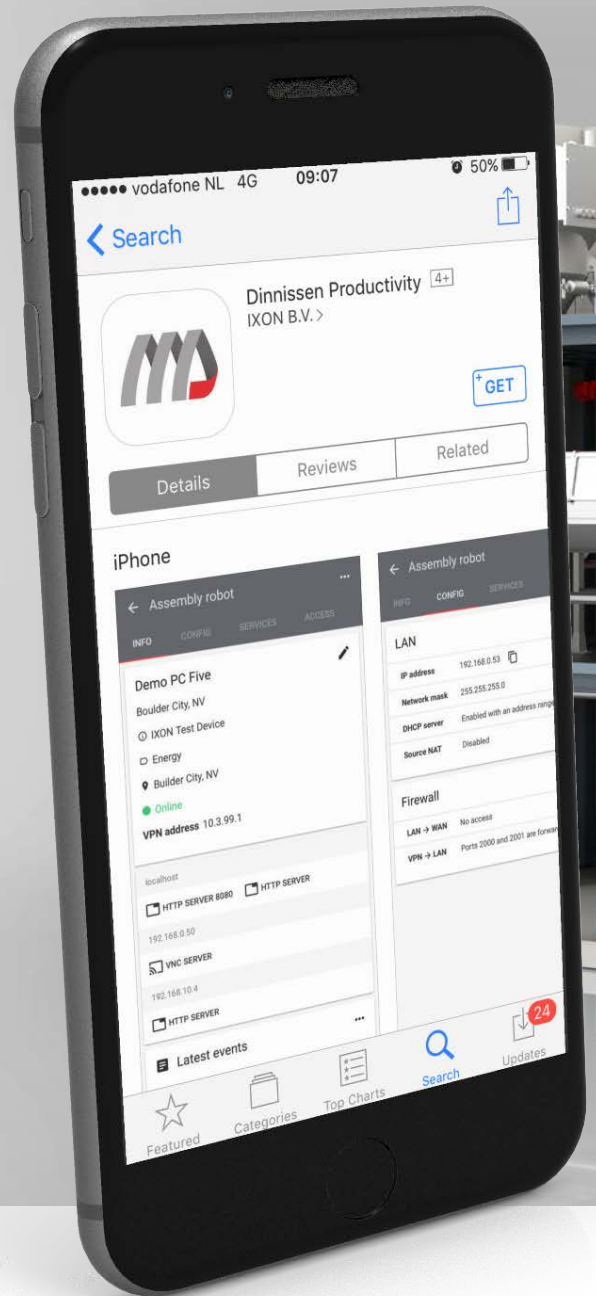 vodafone NL 4G 09:07 50%
Search
Dinnissen Productivity 4+
IXON B.V. >
+GET
Details Reviews Related
iPhone
← Assembly robot ...
INFO CONFIG SERVICES ACCESS
Demo PC Five
Boulder City, NV
IXON Test Device
Energy
Builder City, NV
Online
VPN address 10.3.99.1
localhost
HTTP SERVER 8080 HTTP SERVER
192.168.0.50
VNC SERVER
192.168.10.4
HTTP SERVER
Latest events ...
← Assembly robot
INFO CONFIG SERVICES
LAN
IP address 192.168.0.53
Network mask 255.255.255.0
DHCP server Enabled with an address range
Source NAT Disabled
Firewall
LAN → WAN No access
VPN → LAN Ports 2000 and 2001 are forwar
Featured Categories Top Charts Search Updates 24